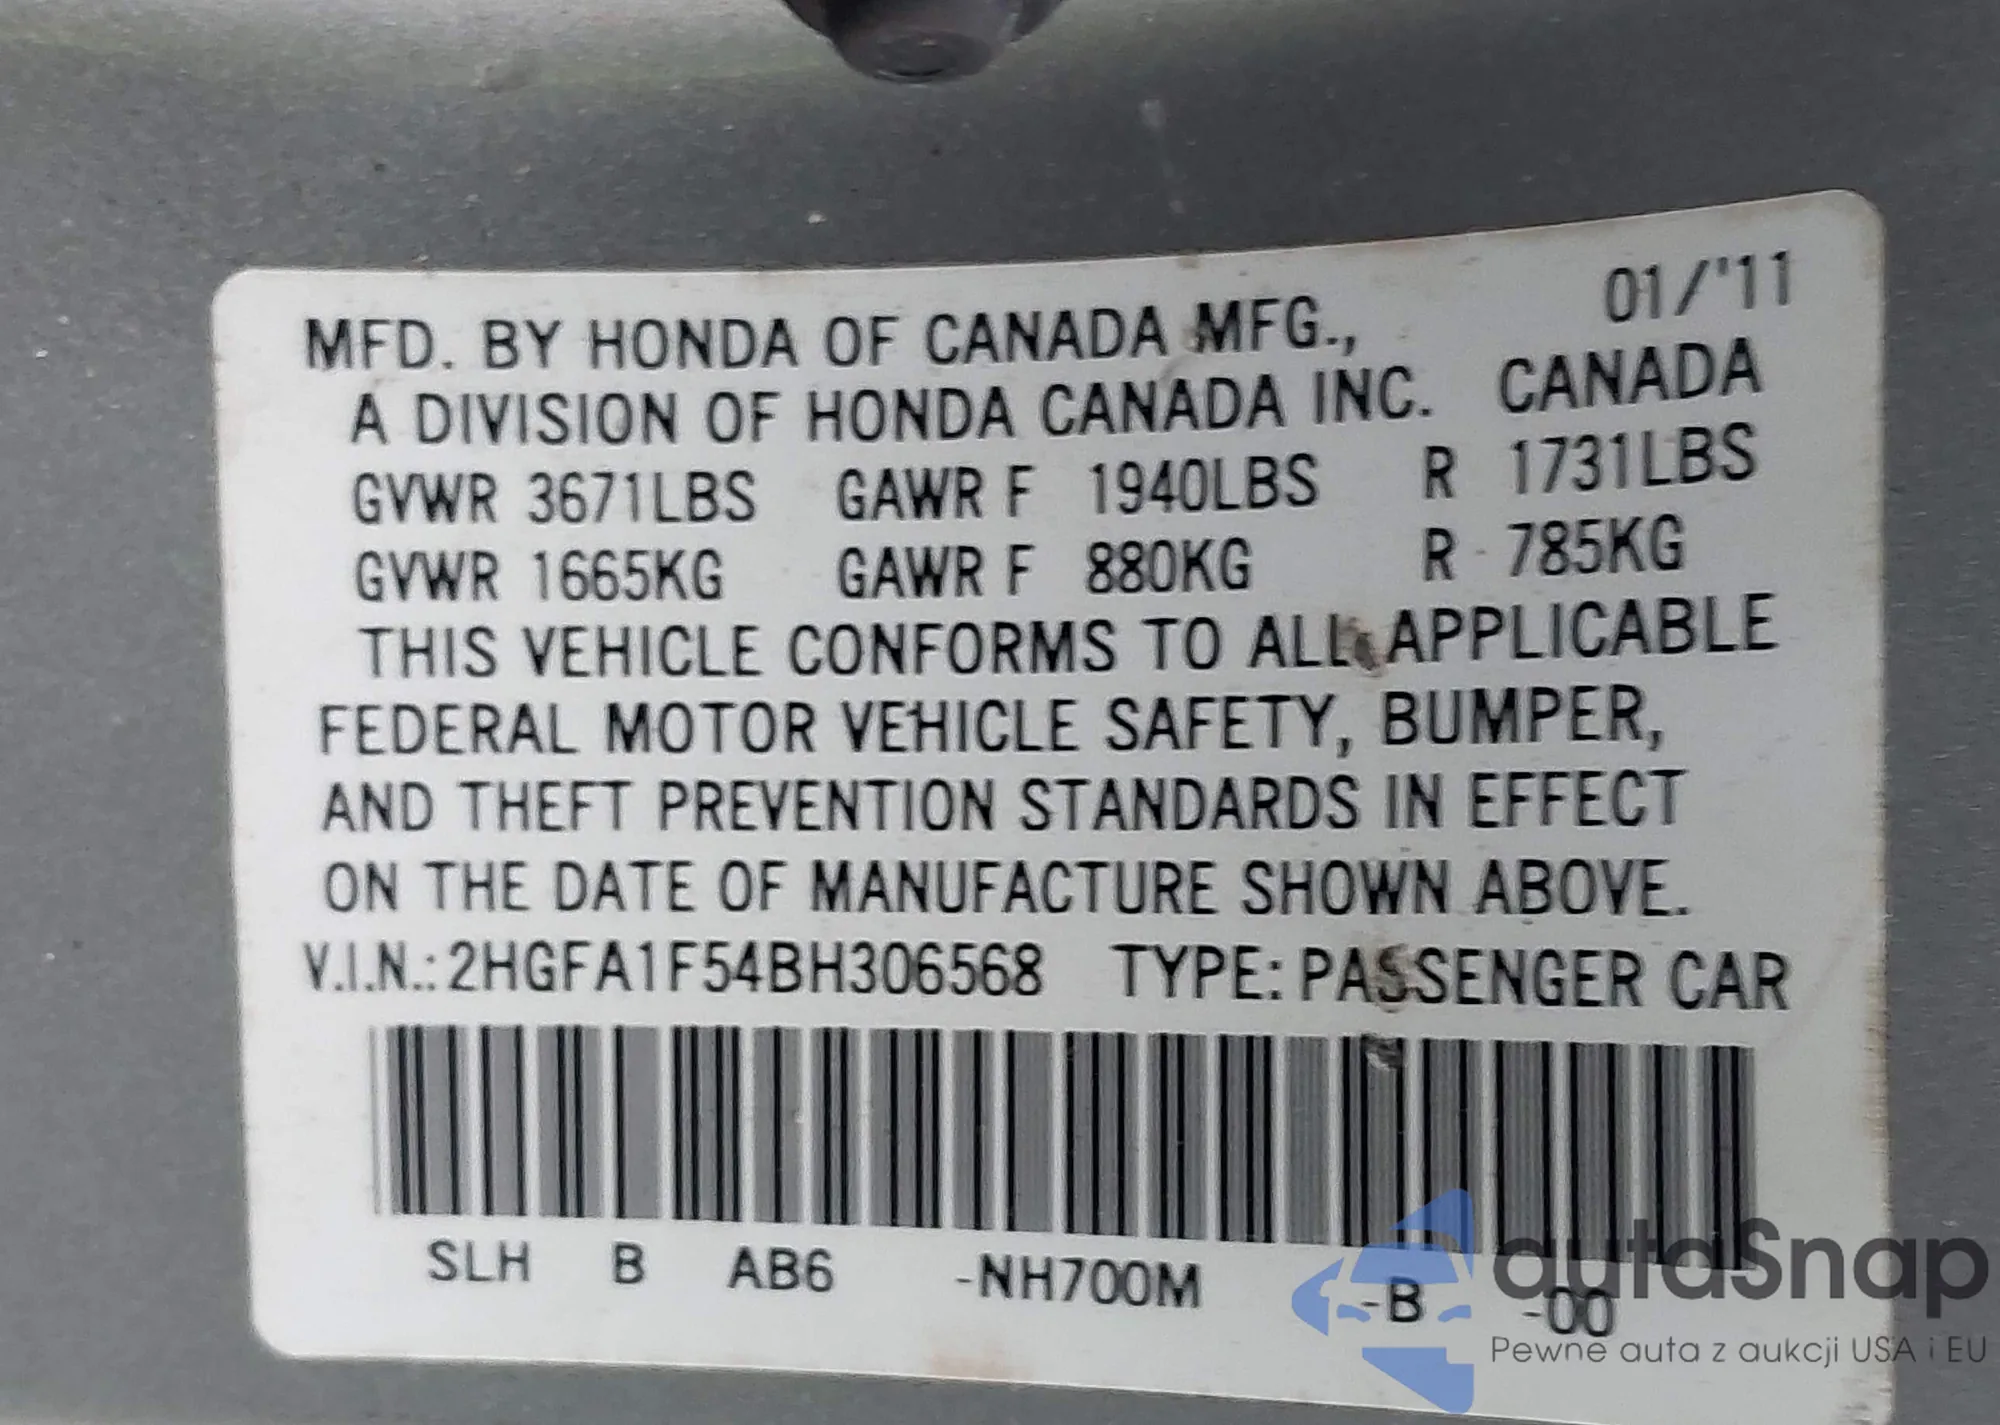 01/'11
MFD. BY HONDA OF CANADA MFG.,
A DIVISION OF HONDA CANADA INC. CANADA
GVWR 3671LBS GAWR F 1940LBS R 1731LBS
GVWR 1665KG GAWR F 880KG R - 785KG
THIS VEHICLE CONFORMS TO ALL APPLICABLE
FEDERAL MOTOR VEHICLE SAFETY, BUMPER,
AND THEFT PREVENTION STANDARDS IN EFFECT
ON THE DATE OF MANUFACTURE SHOWN ABOVE.
V.I.N.: 2HGFA1F54BH306568 TYPE: PASSENGER CAR
SLH B AB6 -NH700M -B -00
autaSnap
Pewne auta z aukcji USA i EU